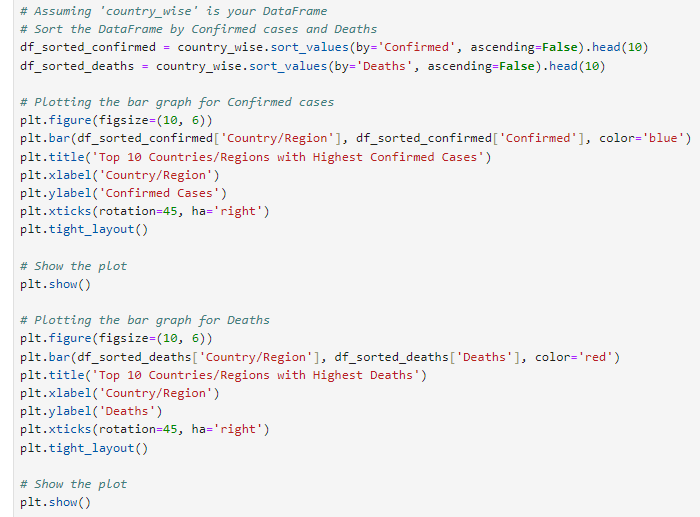 # Assuming 'country_wise' is your DataFrame
# Sort the DataFrame by Confirmed cases and Deaths
df_sorted_confirmed = country_wise.sort_values(by='Confirmed', ascending=False).head(10)
df_sorted_deaths = country_wise.sort_values(by='Deaths', ascending=False).head(10)

# Plotting the bar graph for Confirmed cases
plt.figure(figsize=(10, 6))
plt.bar(df_sorted_confirmed['Country/Region'], df_sorted_confirmed['Confirmed'], color='blue')
plt.title('Top 10 Countries/Regions with Highest Confirmed Cases')
plt.xlabel('Country/Region')
plt.ylabel('Confirmed Cases')
plt.xticks(rotation=45, ha='right')
plt.tight_layout()

# Show the plot
plt.show()

# Plotting the bar graph for Deaths
plt.figure(figsize=(10, 6))
plt.bar(df_sorted_deaths['Country/Region'], df_sorted_deaths['Deaths'], color='red')
plt.title('Top 10 Countries/Regions with Highest Deaths')
plt.xlabel('Country/Region')
plt.ylabel('Deaths')
plt.xticks(rotation=45, ha='right')
plt.tight_layout()

# Show the plot
plt.show()